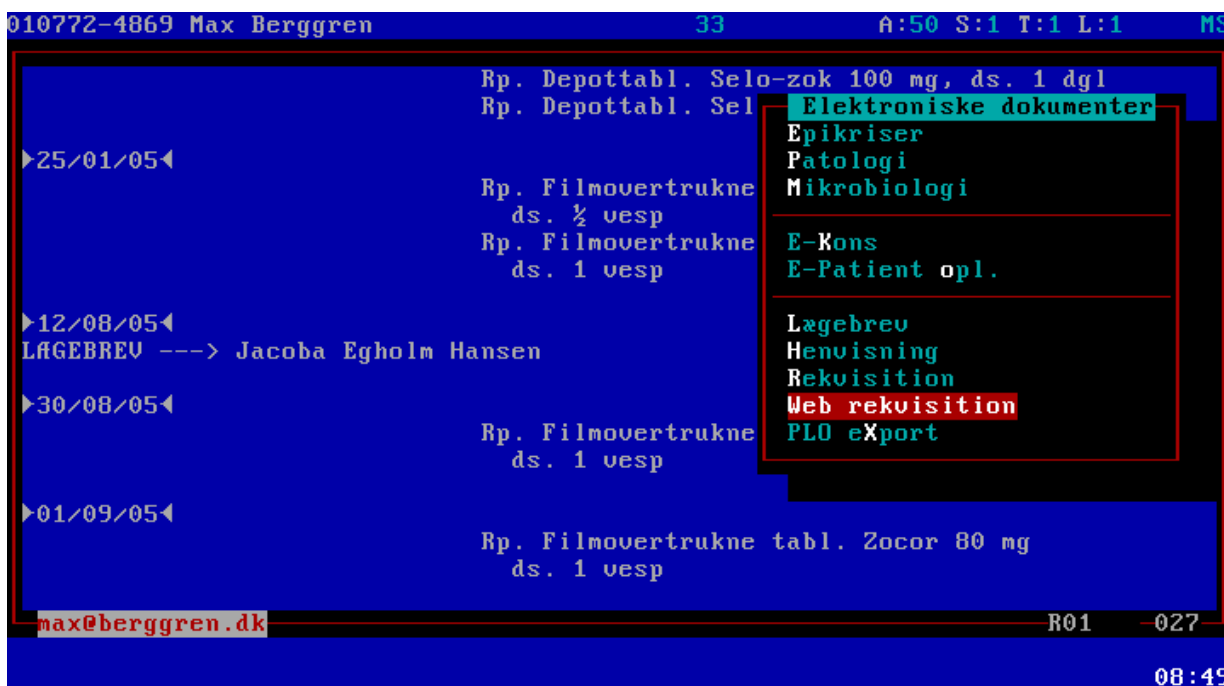 010772-4869 Max Berggren 33 A:50 S:1 T:1 L:1 MS
Rp. Depottabl. Selo-zok 100 mg, ds. 1 dgl
Rp. Depottabl. Sel
▶25/01/05◀
Rp. Filmovertrukne
ds. ½ vesp
Rp. Filmovertrukne
ds. 1 vesp
▶12/08/05◀
LÆGEBREV ---> Jacoba Egholm Hansen
▶30/08/05◀
Rp. Filmovertrukne
ds. 1 vesp
▶01/09/05◀
Rp. Filmovertrukne tabl. Zocor 80 mg
ds. 1 vesp
Elektroniske dokumenter
Epikriser
Patologi
Mikrobiologi
E-Kons
E-Patient opl.
Lægebrev
Henvisning
Rekvisition
Web rekvisition
PLO eXport
max@berggren.dk R01 027
08:49